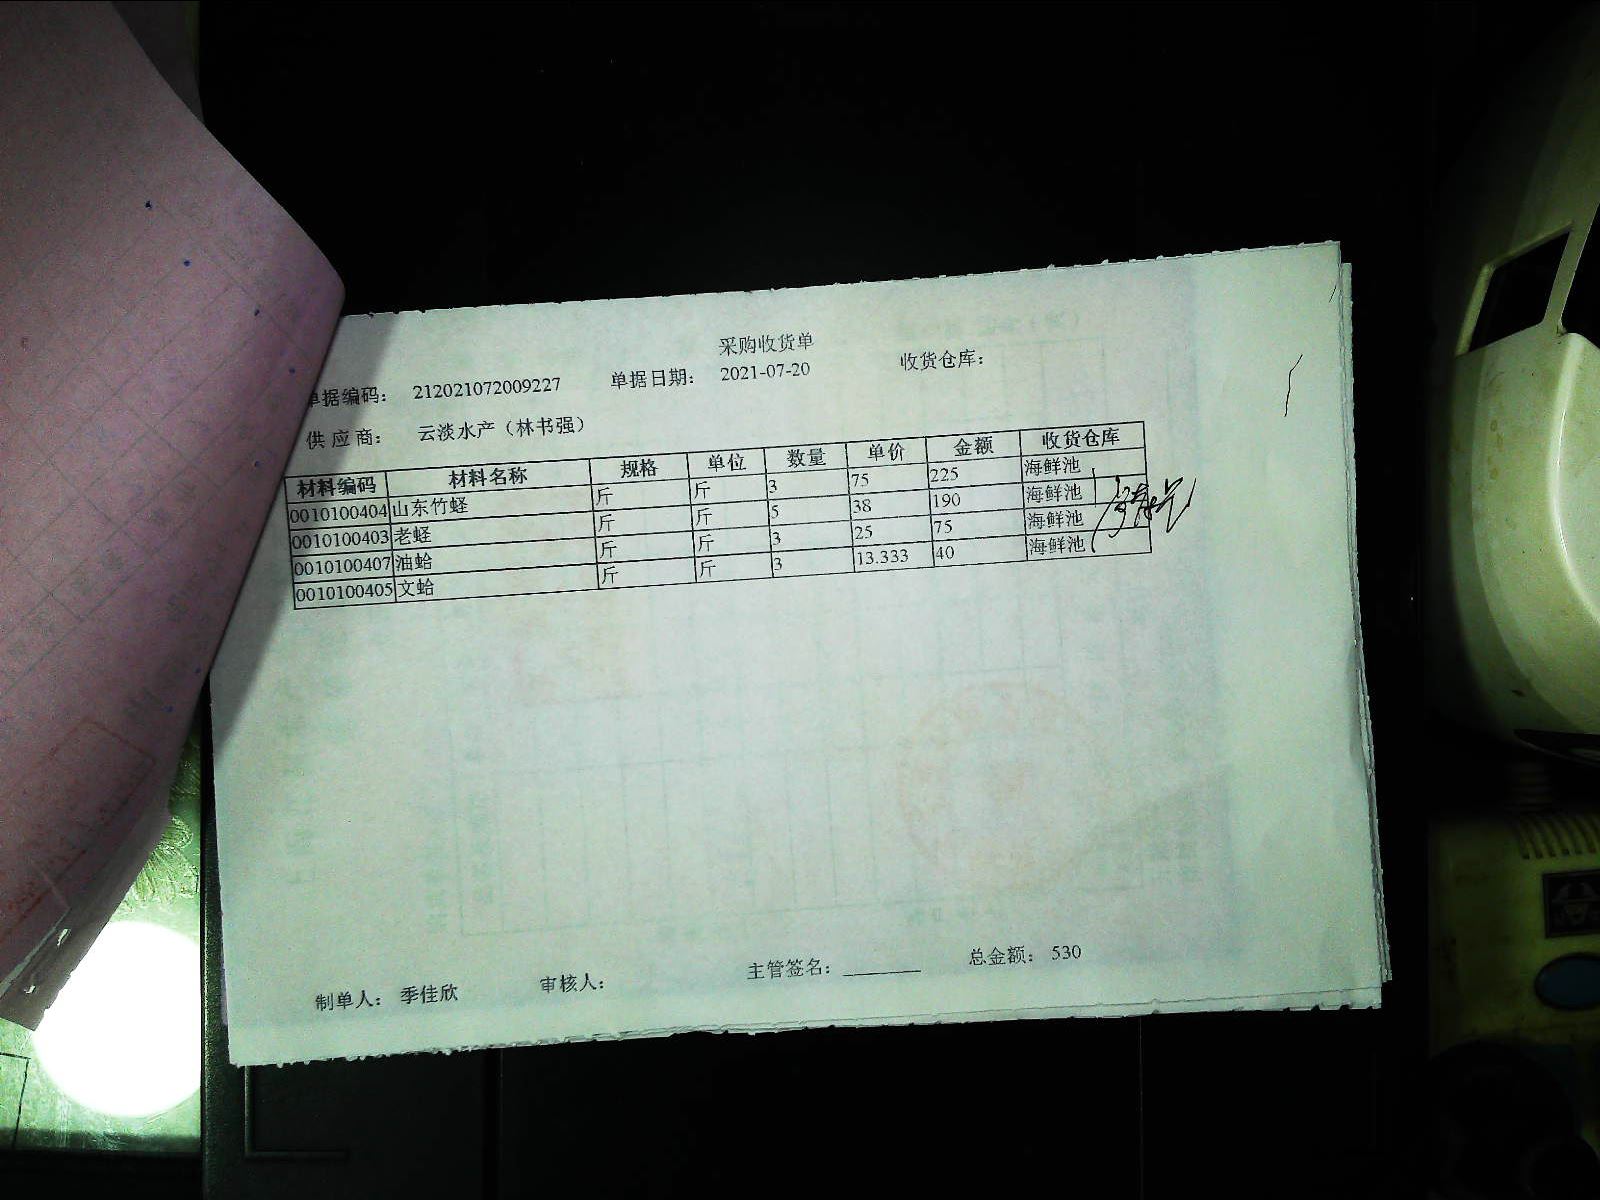 采购收货单
单据编码： 212021072009227 单据日期： 2021-07-20 收货仓库：
供应商： 云淡水产（林书强）
材料编码 材料名称 规格 单位 数量 单价 金额 收货仓库
0010100404 山东竹蛏 斤 斤 3 75 225 海鲜池
0010100403 老蛏 斤 斤 5 38 190 海鲜池
0010100407 油蛤 斤 斤 3 25 75 海鲜池
0010100405 文蛤 斤 斤 3 13.333 40 海鲜池
制单人： 季佳欣 审核人： 主管签名： 总金额： 530